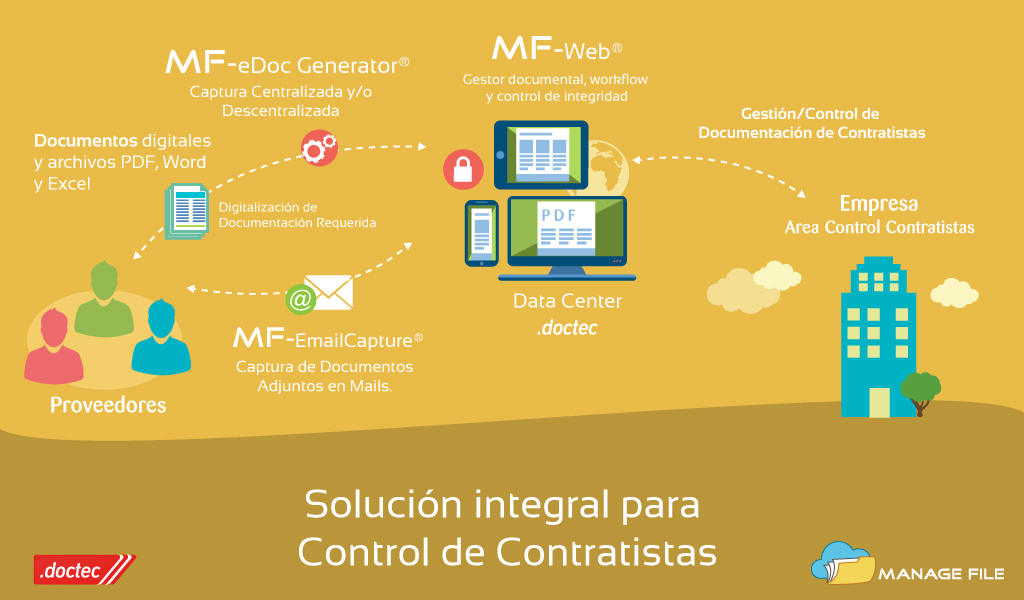 MF-eDoc Generator®
Captura Centralizada y/o
Descentralizada
MF-Web®
Gestor documental, workflow
y control de integridad
Gestión/Control de
Documentación de Contratistas
Documentos digitales
y archivos PDF, Word
y Excel
Digitalización de
Documentación Requerida
PDF
Empresa
Area Control Contratistas
@
Data Center
.doctec
MF-EmailCapture®
Captura de Documentos
Adjuntos en Mails.
Proveedores
Solución integral para
Control de Contratistas
.doctec
MANAGE FILE